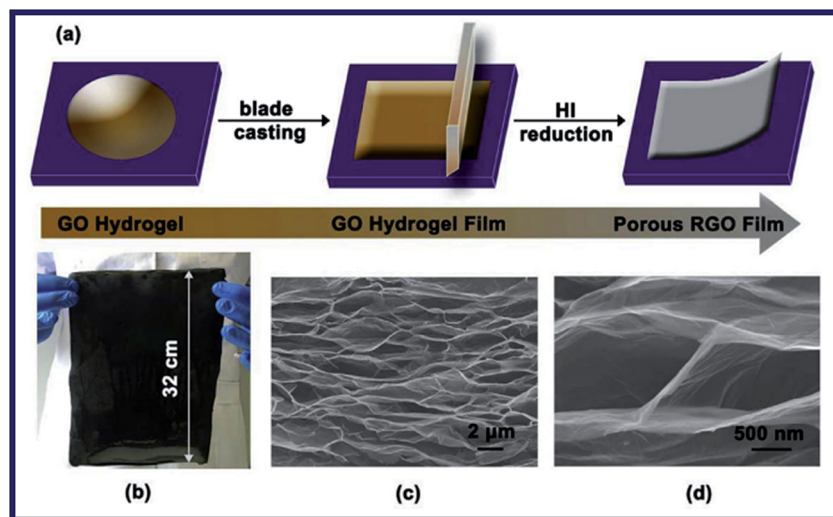 (a)
blade
casting
HI
reduction
GO Hydrogel
GO Hydrogel Film
Porous RGO Film
32 cm
2 µm
500 nm
(b)
(c)
(d)